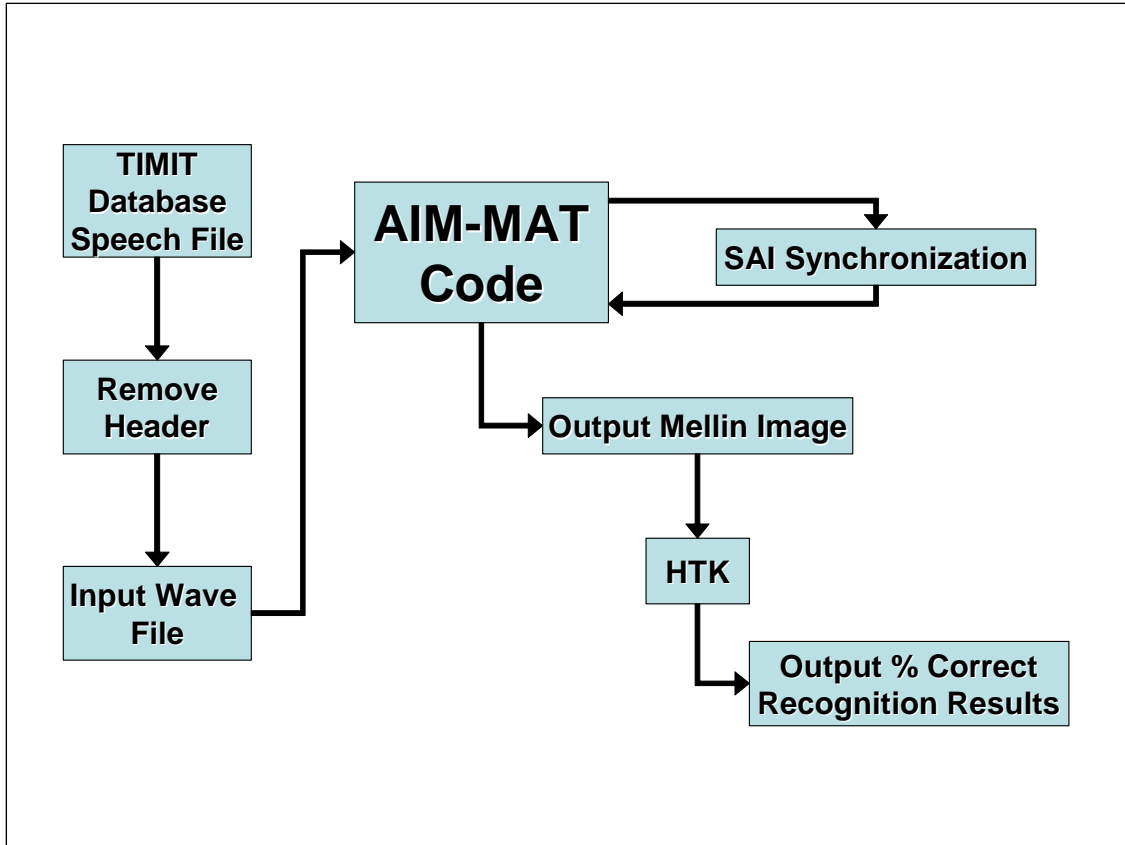 TIMIT
Database
Speech File
Remove
Header
Input Wave
File
AIM-MAT
Code
SAI Synchronization
Output Mellin Image
HTK
Output % Correct
Recognition Results